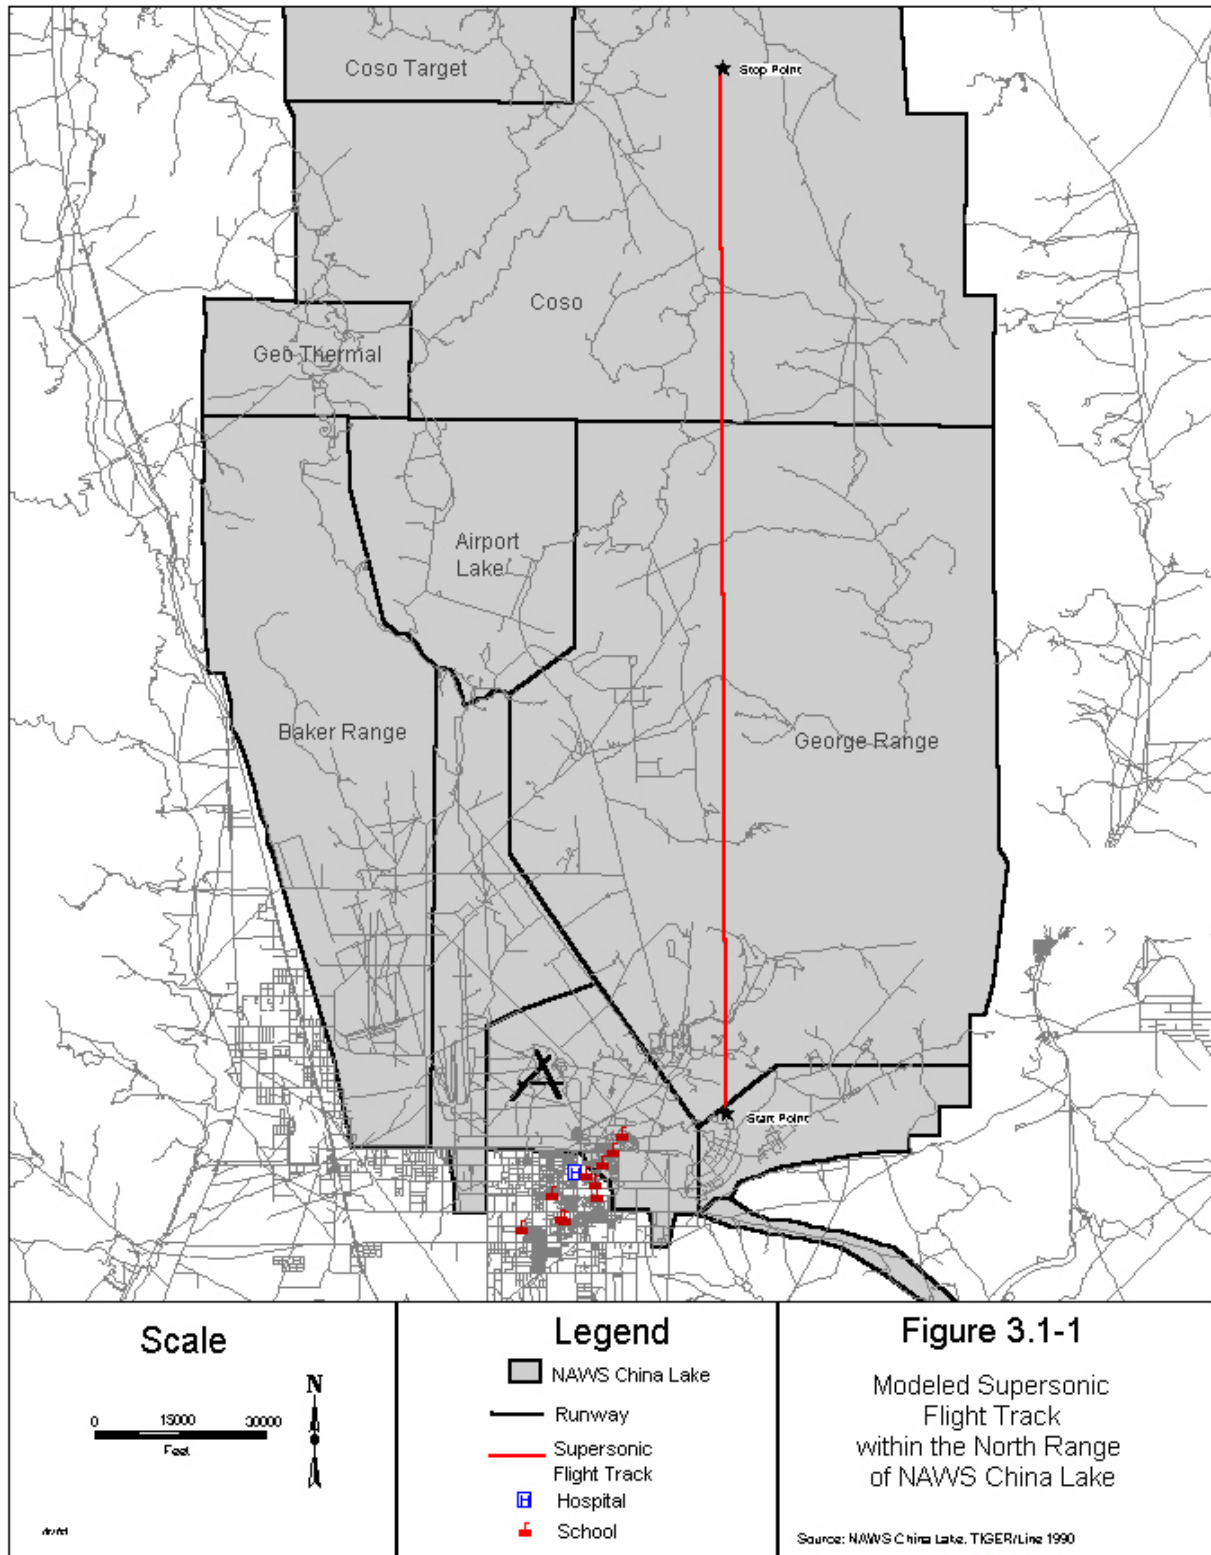 Coso Target
Stop Point
Coso
Geo Thermal
Airport
Lake
Baker Range
George Range
Start Point
H
Scale
N
0 15000 30000
Feet
Legend
NAWS China Lake
Runway
Supersonic
Flight Track
H Hospital
School
Figure 3.1-1
Modeled Supersonic
Flight Track
within the North Range
of NAWS China Lake
Source: NAWS China Lake, TIGER/Line 1990